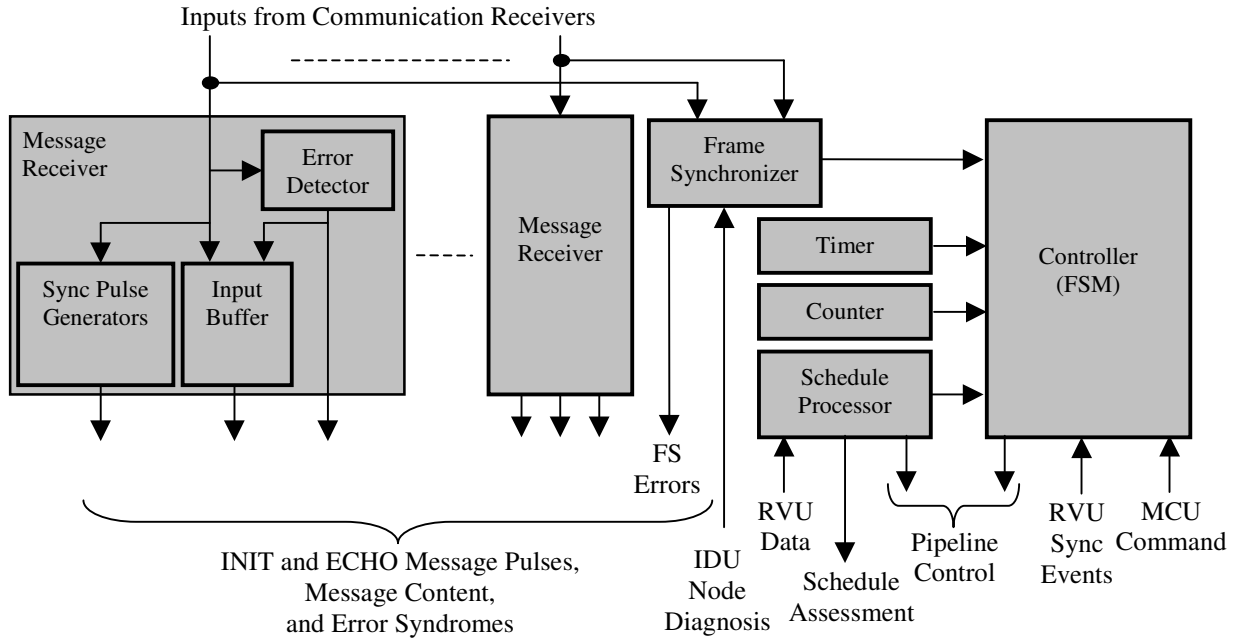 Inputs from Communication Receivers
Message
Receiver
Error
Detector
Sync Pulse
Generators
Input
Buffer
Message
Receiver
Frame
Synchronizer
Timer
Counter
Schedule
Processor
Controller
(FSM)
FS
Errors
INIT and ECHO Message Pulses,
Message Content,
and Error Syndromes
IDU
Node
Diagnosis
RVU
Data
Schedule
Assessment
Pipeline
Control
RVU
Sync
Events
MCU
Command